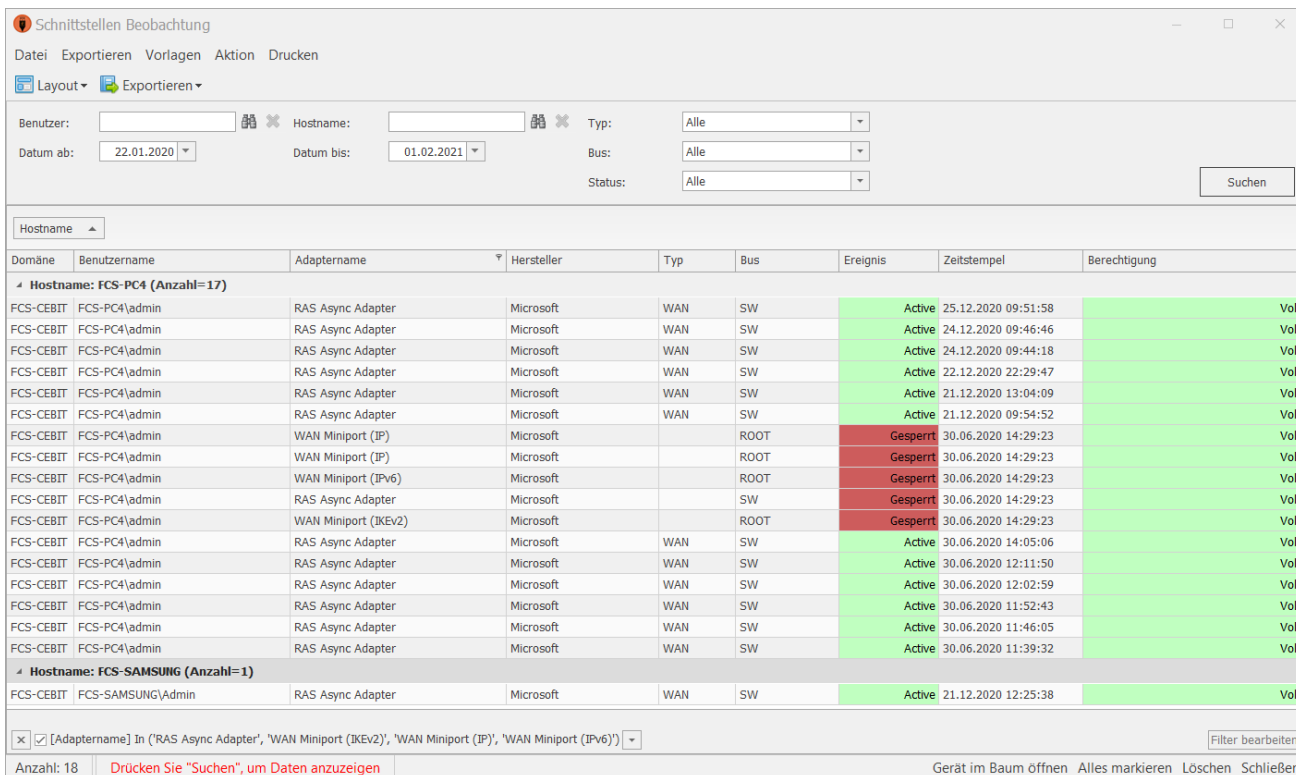 Schnittstellen Beobachtung
Datei Exportieren Vorlagen Aktion Drucken
Layout Exportieren
Benutzer: Hostname: Typ: Alle
Datum ab: 22.01.2020 Datum bis: 01.02.2021 Bus: Alle
Status: Alle Suchen
Hostname
Domäne Benutzername Adaptername Hersteller Typ Bus Ereignis Zeitstempel Berechtigung
Hostname: FCS-PC4 (Anzahl=17)
FCS-CEBIT FCS-PC4\admin RAS Async Adapter Microsoft WAN SW Active 25.12.2020 09:51:58 Vol
FCS-CEBIT FCS-PC4\admin RAS Async Adapter Microsoft WAN SW Active 24.12.2020 09:46:46 Vol
FCS-CEBIT FCS-PC4\admin RAS Async Adapter Microsoft WAN SW Active 24.12.2020 09:44:18 Vol
FCS-CEBIT FCS-PC4\admin RAS Async Adapter Microsoft WAN SW Active 22.12.2020 22:29:47 Vol
FCS-CEBIT FCS-PC4\admin RAS Async Adapter Microsoft WAN SW Active 21.12.2020 13:04:09 Vol
FCS-CEBIT FCS-PC4\admin RAS Async Adapter Microsoft WAN SW Active 21.12.2020 09:54:52 Vol
FCS-CEBIT FCS-PC4\admin WAN Miniport (IP) Microsoft ROOT Gesperrt 30.06.2020 14:29:23 Vol
FCS-CEBIT FCS-PC4\admin WAN Miniport (IP) Microsoft ROOT Gesperrt 30.06.2020 14:29:23 Vol
FCS-CEBIT FCS-PC4\admin WAN Miniport (IPv6) Microsoft ROOT Gesperrt 30.06.2020 14:29:23 Vol
FCS-CEBIT FCS-PC4\admin RAS Async Adapter Microsoft SW Gesperrt 30.06.2020 14:29:23 Vol
FCS-CEBIT FCS-PC4\admin WAN Miniport (IKEv2) Microsoft ROOT Gesperrt 30.06.2020 14:29:23 Vol
FCS-CEBIT FCS-PC4\admin RAS Async Adapter Microsoft WAN SW Active 30.06.2020 14:05:06 Vol
FCS-CEBIT FCS-PC4\admin RAS Async Adapter Microsoft WAN SW Active 30.06.2020 12:11:50 Vol
FCS-CEBIT FCS-PC4\admin RAS Async Adapter Microsoft WAN SW Active 30.06.2020 12:02:59 Vol
FCS-CEBIT FCS-PC4\admin RAS Async Adapter Microsoft WAN SW Active 30.06.2020 11:52:43 Vol
FCS-CEBIT FCS-PC4\admin RAS Async Adapter Microsoft WAN SW Active 30.06.2020 11:46:05 Vol
FCS-CEBIT FCS-PC4\admin RAS Async Adapter Microsoft WAN SW Active 30.06.2020 11:39:32 Vol
Hostname: FCS-SAMSUNG (Anzahl=1)
FCS-CEBIT FCS-SAMSUNG\Admin RAS Async Adapter Microsoft WAN SW Active 21.12.2020 12:25:38 Vol
[Adaptername] In ('RAS Async Adapter', 'WAN Miniport (IKEv2)', 'WAN Miniport (IP)', 'WAN Miniport (IPv6)') Filter bearbeiten
Anzahl: 18 Drücken Sie "Suchen", um Daten anzuzeigen Gerät im Baum öffnen Alles markieren Löschen Schließen